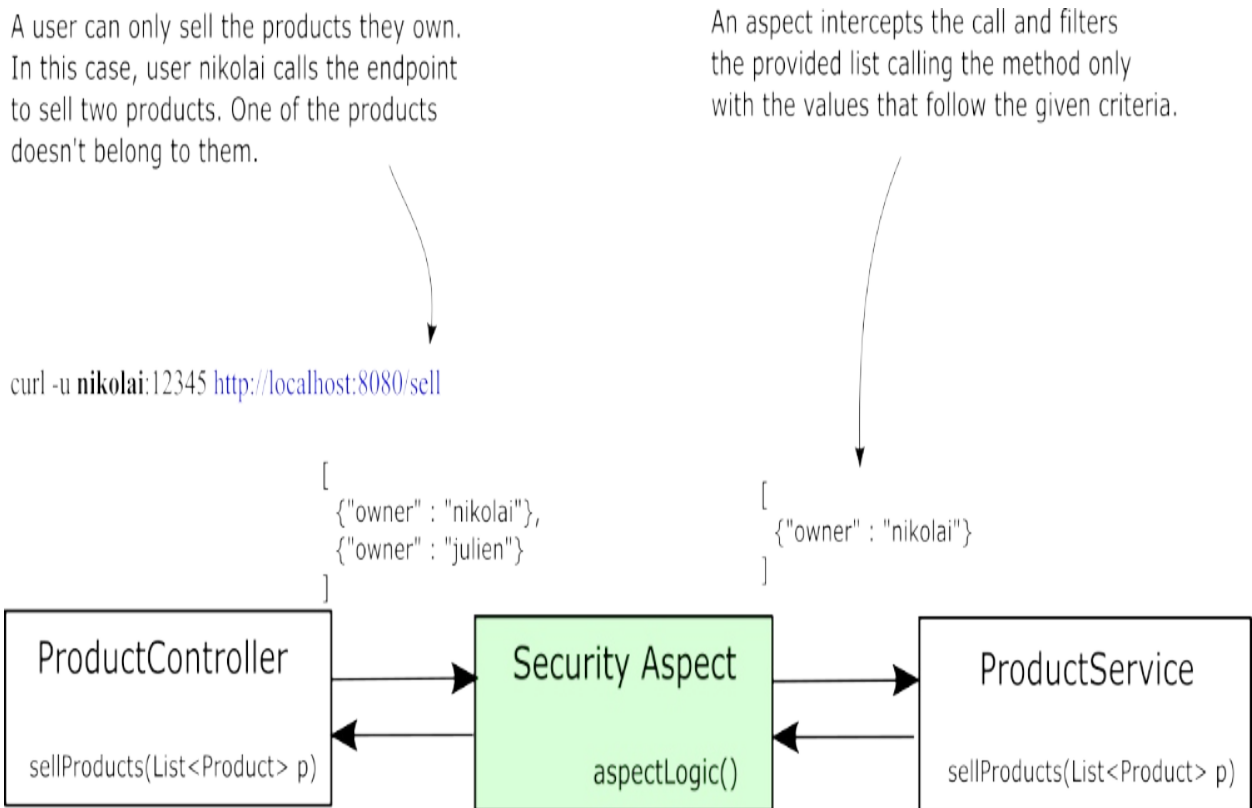 A user can only sell the products they own.
In this case, user nikolai calls the endpoint
to sell two products. One of the products
doesn't belong to them.
An aspect intercepts the call and filters
the provided list calling the method only
with the values that follow the given criteria.
curl -u nikolai:12345 http://localhost:8080/sell
[
{"owner" : "nikolai"},
{"owner" : "julien"}
]
[
{"owner" : "nikolai"}
]
ProductController
sellProducts(List<Product> p)
Security Aspect
aspectLogic()
ProductService
sellProducts(List<Product> p)